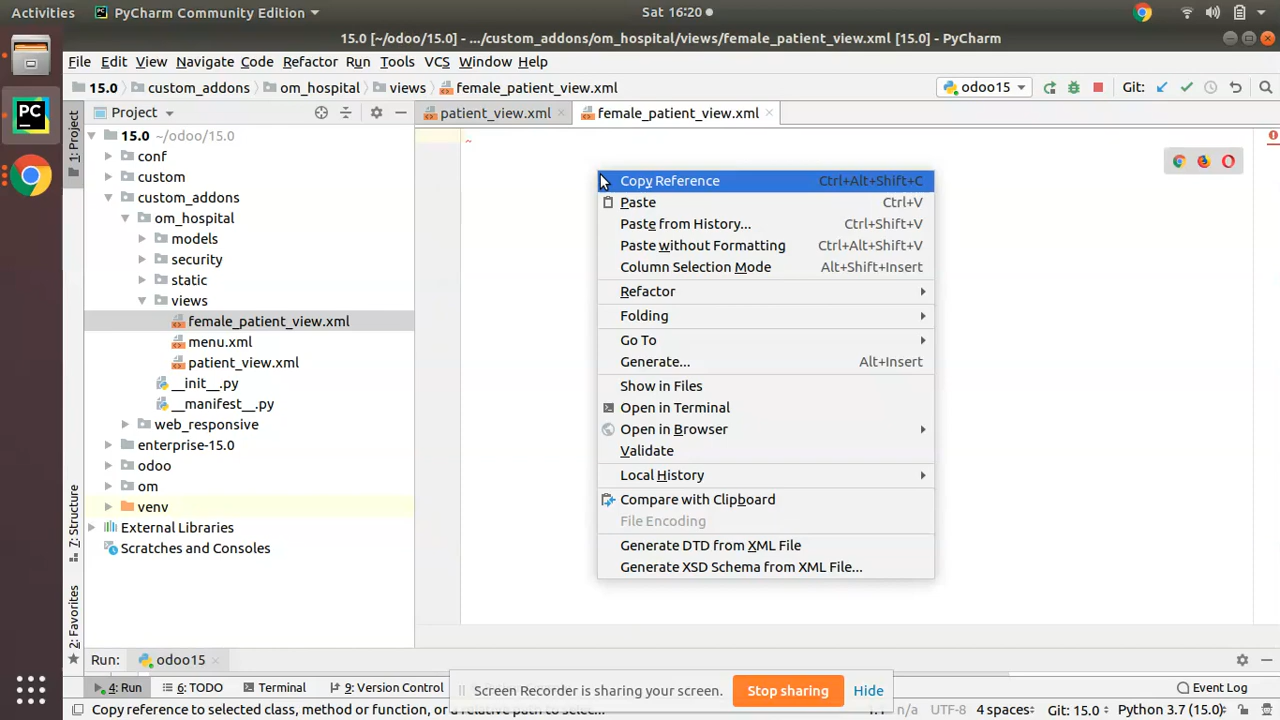 Activities
PyCharm Community Edition
Sat 16:20
15.0 [~/odoo/15.0] - .../custom_addons/om_hospital/views/female_patient_view.xml [15.0] - PyCharm
File Edit View Navigate Code Refactor Run Tools VCS Window Help
15.0 custom_addons om_hospital views female_patient_view.xml
odoo15
Git:
Project
patient_view.xml
female_patient_view.xml
1: Project
15.0 ~/odoo/15.0
conf
custom
custom_addons
om_hospital
models
security
static
views
female_patient_view.xml
menu.xml
patient_view.xml
__init__.py
__manifest__.py
web_responsive
enterprise-15.0
odoo
om
venv
External Libraries
Scratches and Consoles
7: Structure
2: Favorites
Copy Reference Ctrl+Alt+Shift+C
Paste Ctrl+V
Paste from History... Ctrl+Shift+V
Paste without Formatting Ctrl+Alt+Shift+V
Column Selection Mode Alt+Shift+Insert
Refactor
Folding
Go To
Generate... Alt+Insert
Show in Files
Open in Terminal
Open in Browser
Validate
Local History
Compare with Clipboard
File Encoding
Generate DTD from XML File
Generate XSD Schema from XML File...
Run: odoo15
4: Run
6: TODO
Terminal
9: Version Control
Screen Recorder is sharing your screen. Stop sharing Hide
Event Log
Copy reference to selected class, method or function, or a relative path to selec...
1:1 n/a UTF-8 4 spaces Git: 15.0 Python 3.7 (15.0)